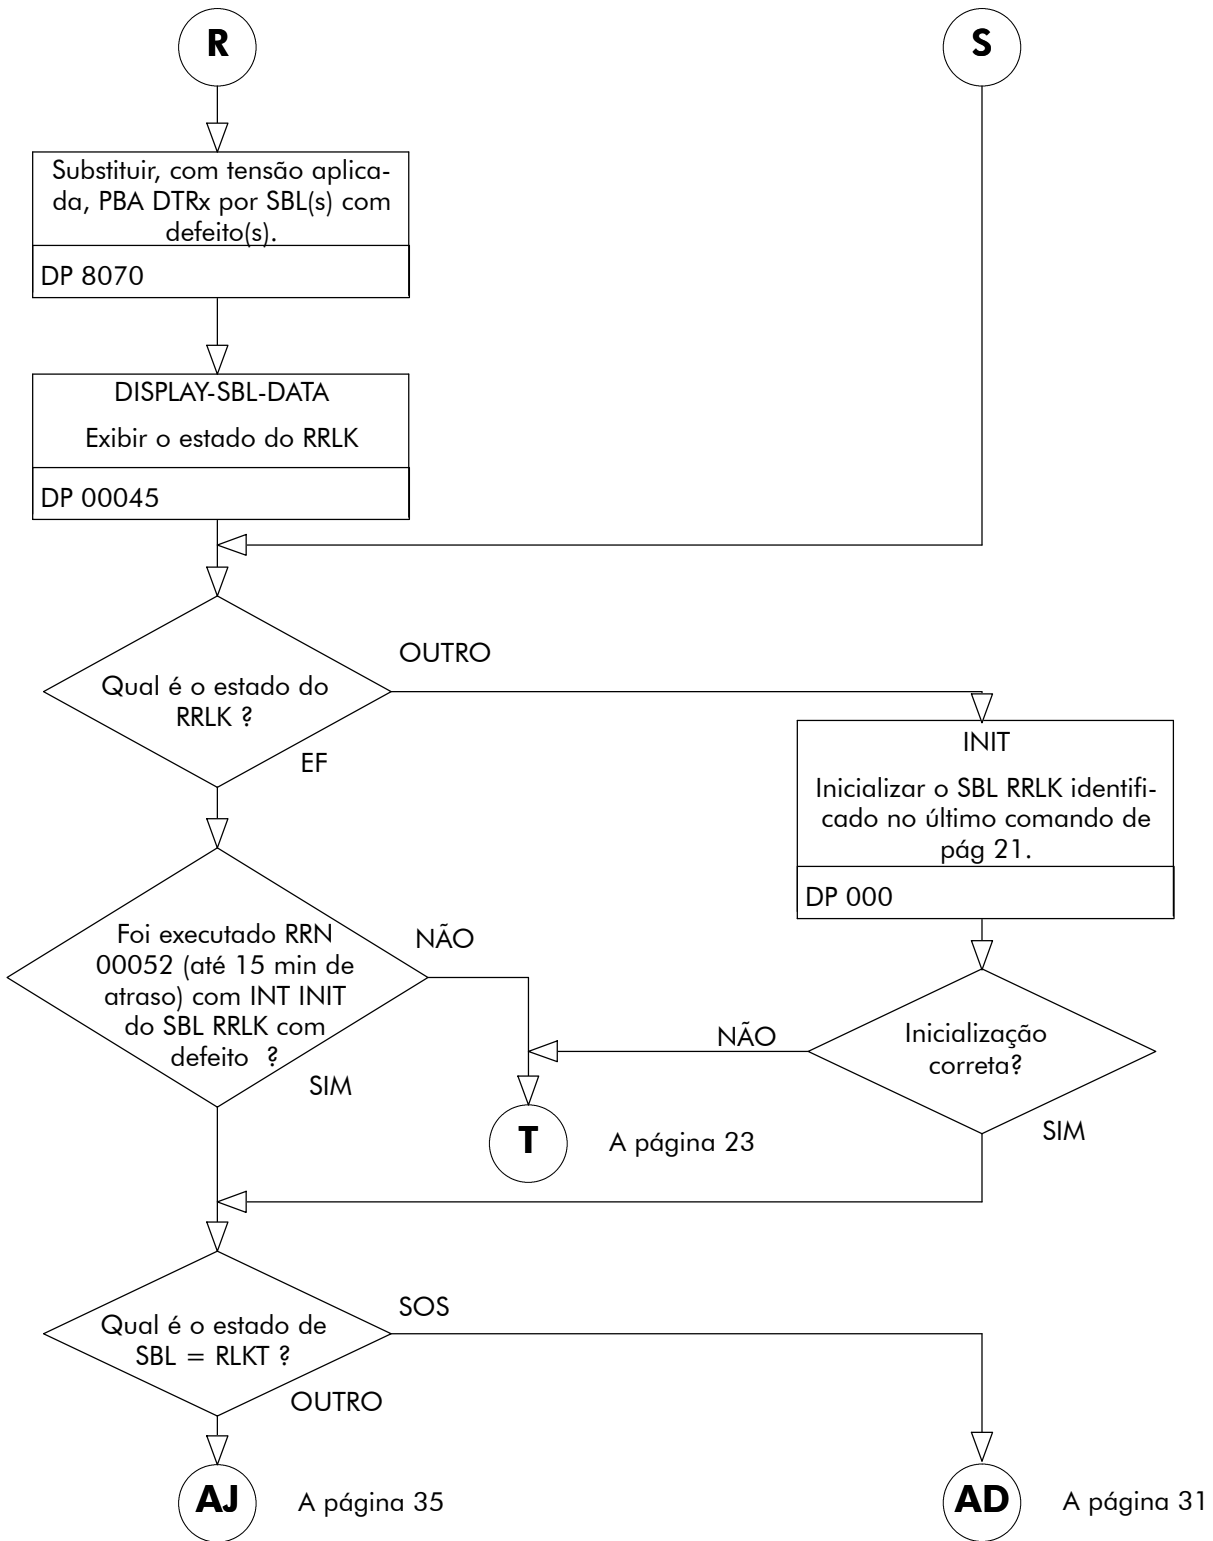 R
S
Substituir, com tensão aplica-
da, PBA DTRx por SBL(s) com
defeito(s).
DP 8070
DISPLAY-SBL-DATA
Exibir o estado do RRLK
DP 00045
OUTRO
Qual é o estado do
RRLK ?
EF
INIT
Inicializar o SBL RRLK identifi-
cado no último comando de
pág 21.
DP 000
Foi executado RRN
00052 (até 15 min de
atraso) com INT INIT
do SBL RRLK com
defeito ?
NÃO
SIM
NÃO
Inicialização
correta?
SIM
T
A página 23
SOS
Qual é o estado de
SBL = RLKT ?
OUTRO
AJ
A página 35
AD
A página 31